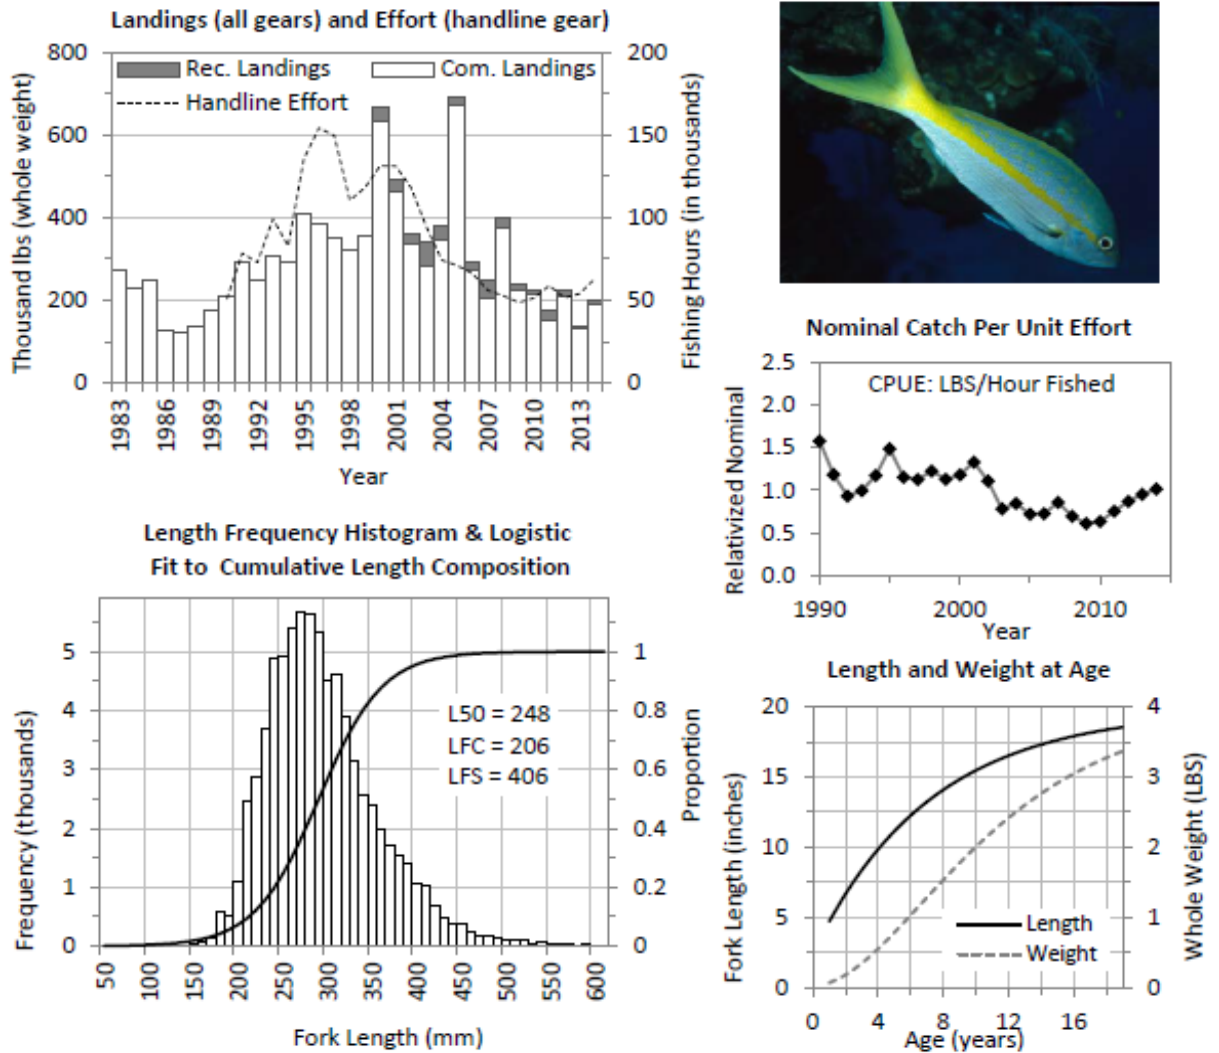 Landings (all gears) and Effort (handline gear)
Thousand lbs (whole weight)
800
600
400
200
0
Rec. Landings
Com. Landings
Handline Effort
200
150
100
50
0
Fishing Hours (in thousands)
1983
1986
1989
1992
1995
1998
2001
2004
2007
2010
2013
Year
Nominal Catch Per Unit Effort
Relativized Nominal
2.5
2.0
1.5
1.0
0.5
0.0
CPUE: LBS/Hour Fished
1990
2000
2010
Year
Length Frequency Histogram & Logistic
Fit to Cumulative Length Composition
Frequency (thousands)
5
4
3
2
1
0
L50 = 248
LFC = 206
LFS = 406
1
0.8
0.6
0.4
0.2
0
Proportion
50
100
150
200
250
300
350
400
450
500
550
600
Fork Length (mm)
Length and Weight at Age
Fork Length (inches)
20
15
10
5
0
Length
Weight
4
3
2
1
0
Whole Weight (LBS)
0
4
8
12
16
Age (years)